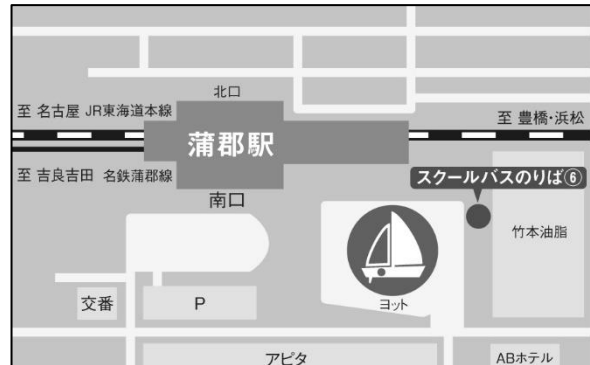 北口
至 名古屋 JR東海道本線
至 豊橋・浜松
蒲郡駅
至 吉良吉田 名鉄蒲郡線
スクールバスのりば⑥
南口
竹本油脂
交番
P
ヨット
アピタ
ABホテル